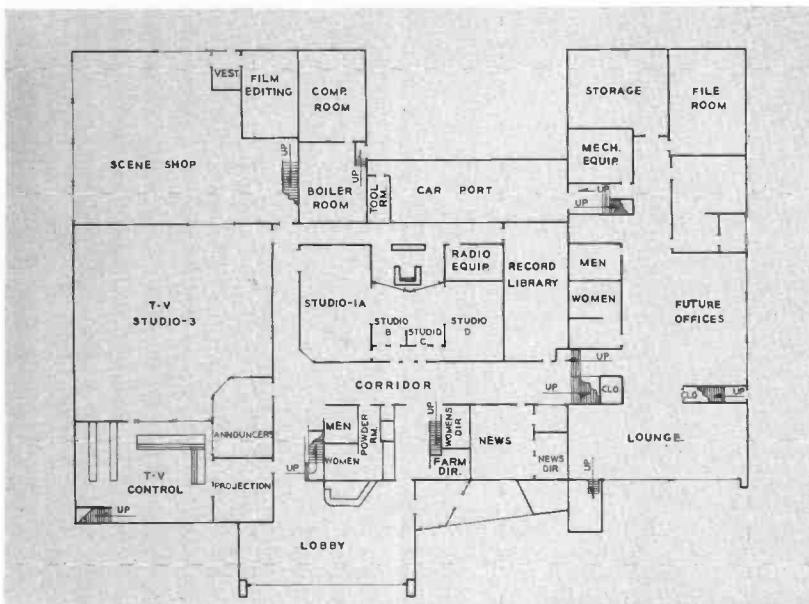 VEST
FILM
EDITING
COMP.
ROOM
STORAGE
FILE
ROOM
SCENE SHOP
UP
BOILER
ROOM
UP
TOOL
RM.
CAR PORT
MECH.
EQUIP.
UP
UP
T-V
STUDIO-3
STUDIO-1A
RADIO
EQUIP.
RECORD
LIBRARY
MEN
WOMEN
FUTURE
OFFICES
STUDIO
B
STUDIO
C
STUDIO
D
CORRIDOR
UP
UP
CLO.
CLO.
UP
ANNOUNCERS
MEN
WOMEN
POWDER
RM.
UP
WOMENS
DIR.
FARM
DIR.
NEWS
NEWS
DIR.
LOUNGE
UP
T-V
CONTROL
PROJECTION
UP
UP
LOBBY